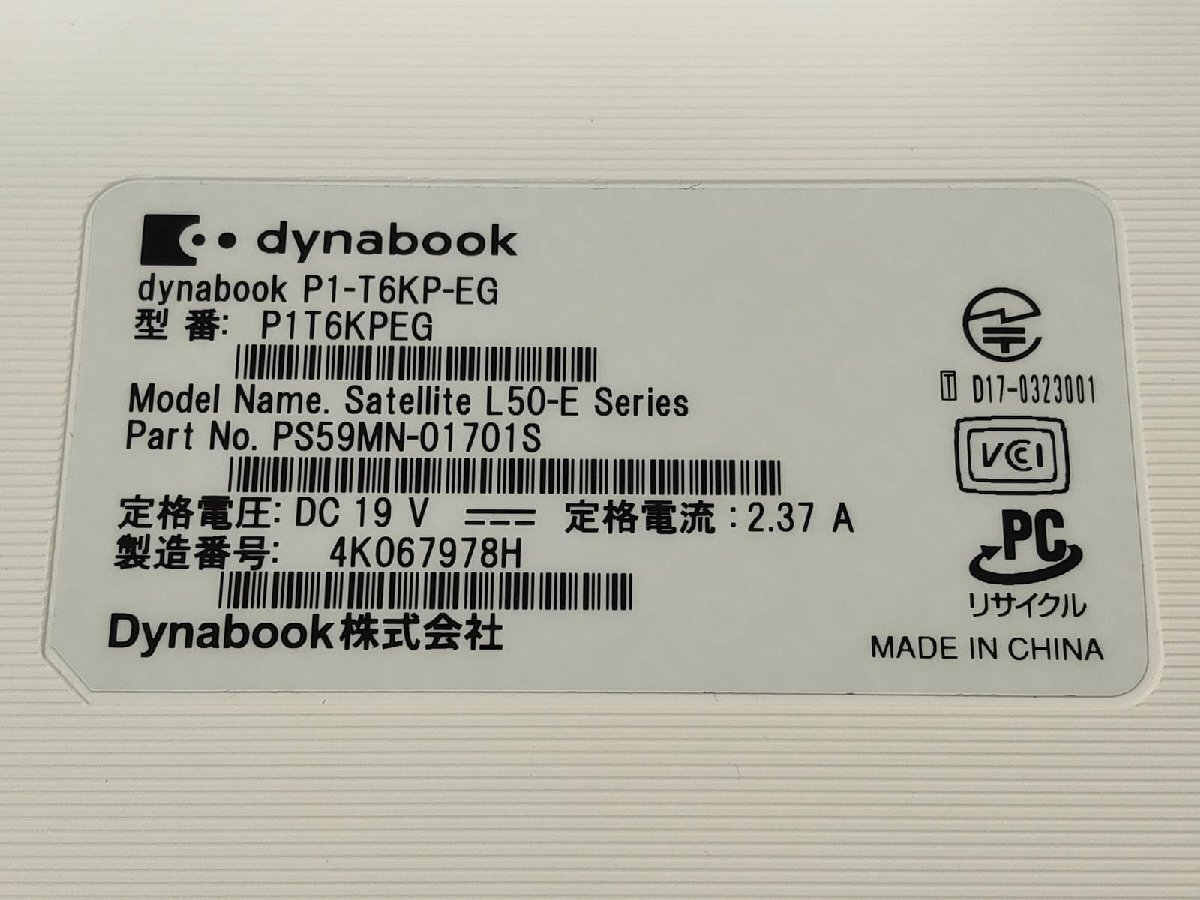 dynabook
dynabook P1-T6KP-EG
型 番: P1T6KPEG
Model Name. Satellite L50-E Series
Part No. PS59MN-01701S
定格電圧: DC 19 V 定格電流 : 2.37 A
製造番号: 4K067978H
Dynabook株式会社
T D17-0323001
VCCI
PC
リサイクル
MADE IN CHINA